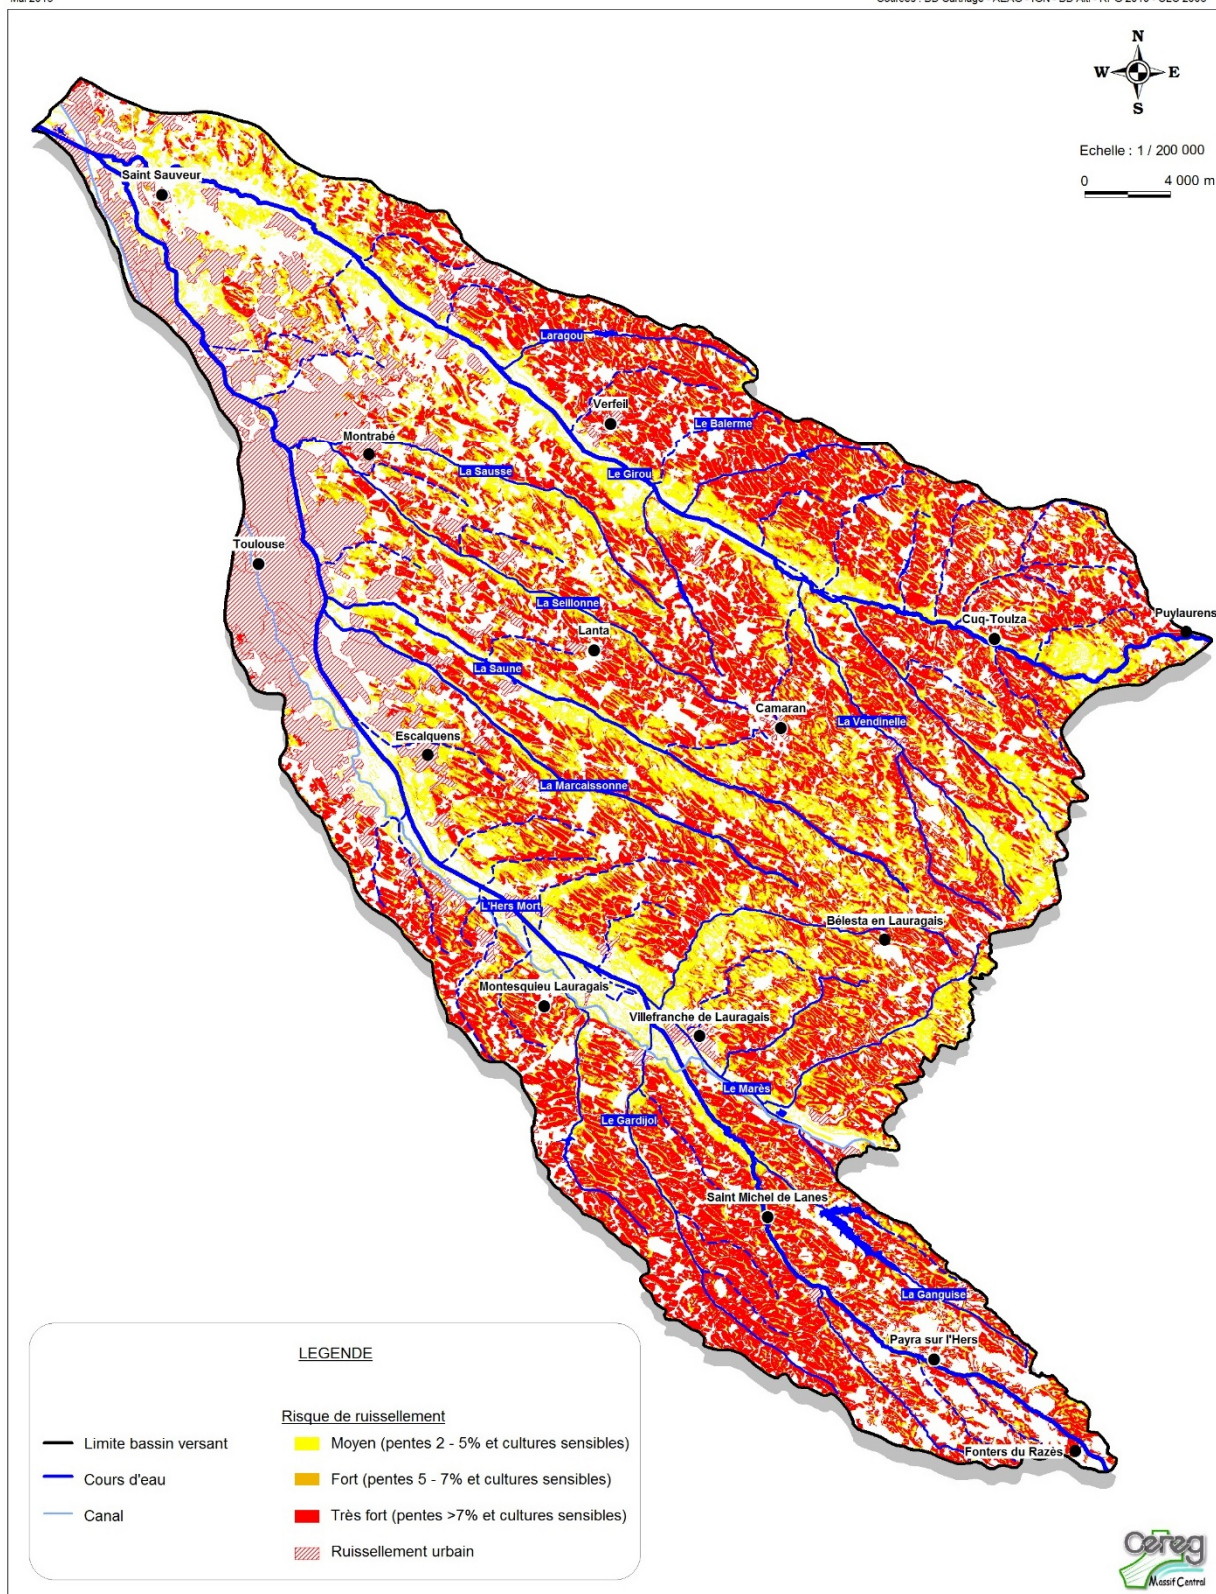 N
W E
S
Echelle : 1 / 200 000
0 4 000 m
Saint Sauveur
Laragou
Verfeil
Le Balerme
Montrabé
La Sausse
Le Girou
Toulouse
La Seillonne
Puylaurens
Cuq-Toulza
Lanta
La Saune
Camaran
La Vendinelle
Escalquens
La Marcaissonne
L'Hers Mort
Bélesta en Lauragais
Montesquieu Lauragais
Villefranche de Lauragais
Le Marès
Le Gardijol
Saint Michel de Lanes
La Ganguise
Payra sur l'Hers
Fonters du Razès
LEGENDE
Risque de ruissellement
Limite bassin versant
Moyen (pentes 2 - 5% et cultures sensibles)
Cours d'eau
Fort (pentes 5 - 7% et cultures sensibles)
Canal
Très fort (pentes >7% et cultures sensibles)
Ruissellement urbain
Cereg
Massif Central